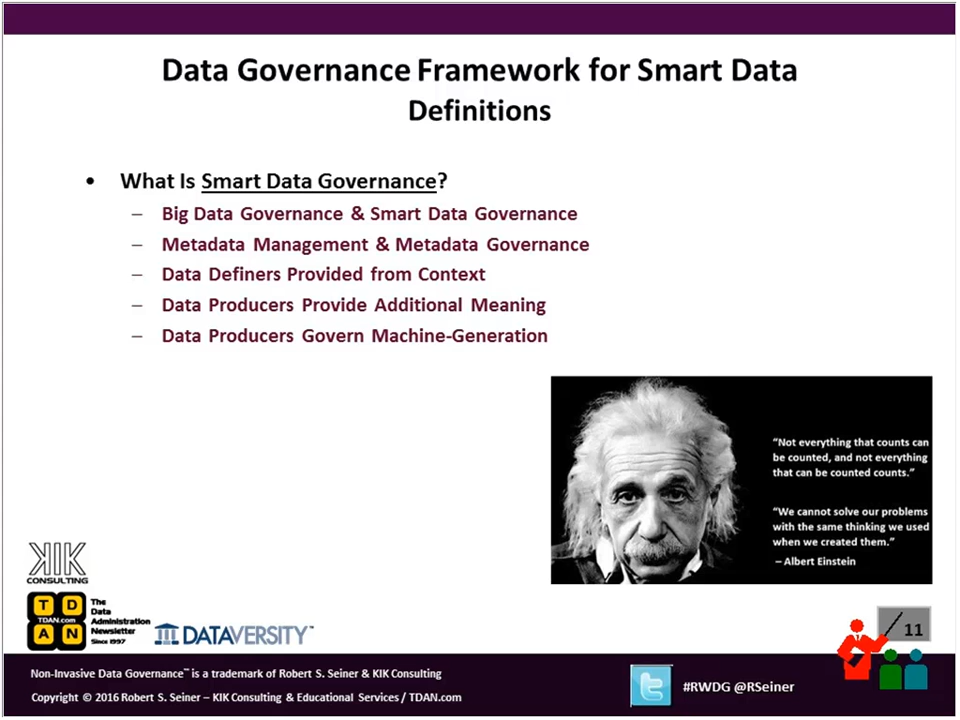 Data Governance Framework for Smart Data
Definitions
• What Is Smart Data Governance?
– Big Data Governance & Smart Data Governance
– Metadata Management & Metadata Governance
– Data Definers Provided from Context
– Data Producers Provide Additional Meaning
– Data Producers Govern Machine-Generation
“Not everything that counts can
be counted, and not everything
that can be counted counts.”
“We cannot solve our problems
with the same thinking we used
when we created them.”
– Albert Einstein
KIK
CONSULTING
T D
TDAN.com
A N
The
Data
Administration
Newsletter
Since 1997
DATAVERSITY™
11
Non-Invasive Data Governance™ is a trademark of Robert S. Seiner & KIK Consulting
Copyright © 2016 Robert S. Seiner – KIK Consulting & Educational Services / TDAN.com
#RWDG @RSeiner